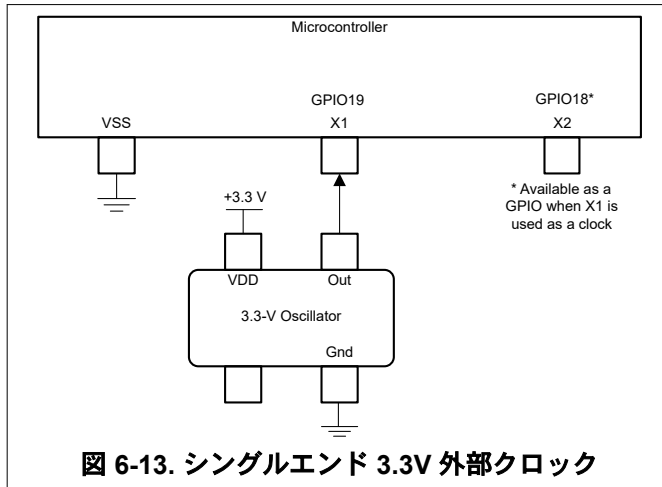 Microcontroller
GPIO19
GPIO18*
VSS
X1
X2
* Available as a
GPIO when X1 is
used as a clock
+3.3 V
VDD
Out
3.3-V Oscillator
Gnd
図 6-13. シングルエンド 3.3V 外部クロック